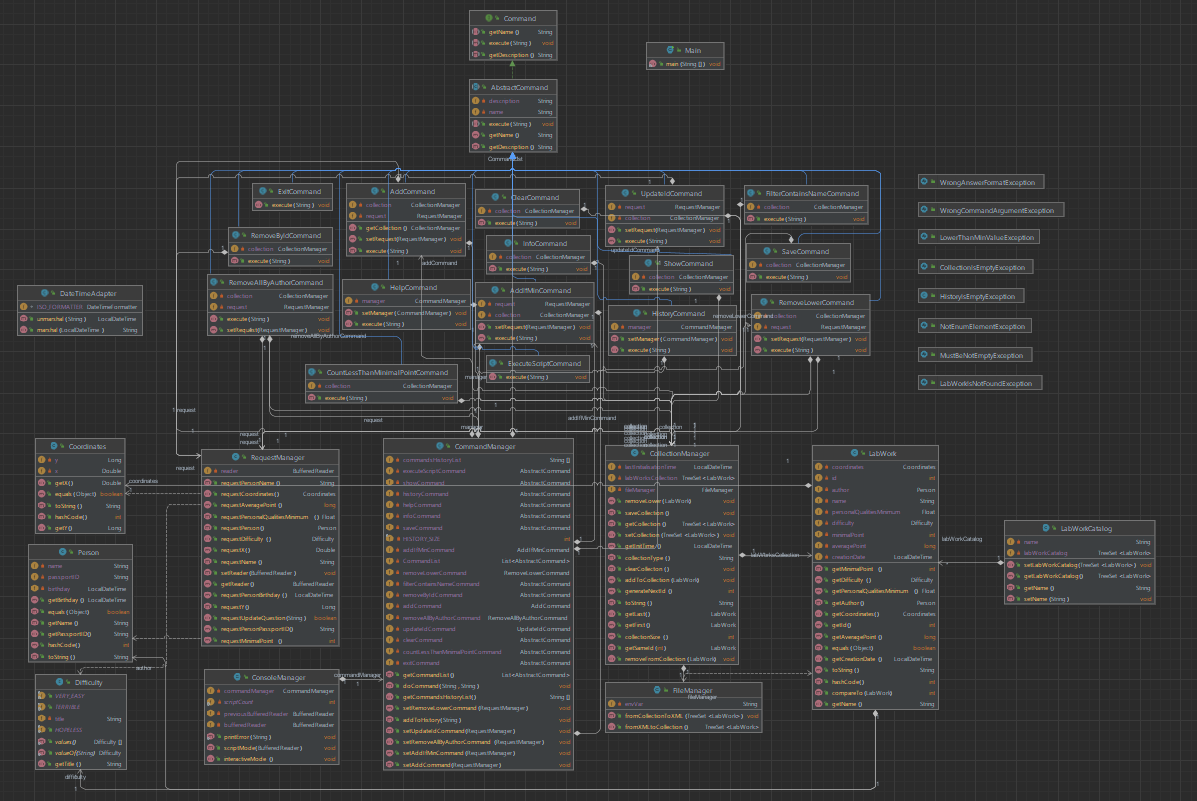 Command
getName () String
execute (String) void
getDescription () String
Main
main (String []) void
AbstractCommand
description String
name String
execute (String) void
getName () String
getDescription () String
ExitCommand
execute (String) void
AddCommand
collection CollectionManager
request RequestManager
getCollection () CollectionManager
setRequest (RequestManager) void
execute (String) void
ClearCommand
collection CollectionManager
execute (String) void
UpdateIdCommand
request RequestManager
collection CollectionManager
setRequest (RequestManager) void
execute (String) void
FilterContainsNameCommand
collection CollectionManager
execute (String) void
RemoveByIdCommand
collection CollectionManager
execute (String) void
InfoCommand
collection CollectionManager
execute (String) void
SaveCommand
collection CollectionManager
execute (String) void
ShowCommand
collection CollectionManager
execute (String) void
RemoveAllByAuthorCommand
collection CollectionManager
request RequestManager
execute (String) void
setRequest (RequestManager) void
HelpCommand
manager CommandManager
setManager (CommandManager) void
execute (String) void
AddIfMinCommand
request RequestManager
collection CollectionManager
setRequest (RequestManager) void
execute (String) void
HistoryCommand
manager CommandManager
setManager (CommandManager) void
execute (String) void
RemoveLowerCommand
collection CollectionManager
request RequestManager
setRequest (RequestManager) void
execute (String) void
DateTimeAdapter
ISO_FORMATTER DateTimeFormatter
unmarshal (String) LocalDateTime
marshal (LocalDateTime) String
ExecuteScriptCommand
execute (String) void
CountLessThanMinimalPointCommand
collection CollectionManager
execute (String) void
WrongAnswerFormatException
WrongCommandArgumentException
LowerThanMinValueException
CollectionIsEmptyException
HistoryIsEmptyException
NotEnumElementException
MustBeNotEmptyException
LabWorkIsNotFoundException
addCommand
removeAllByAuthorCommand
addIfMinCommand
request
request
request
request
Coordinates
y Long
x Double
getX() Double
equals (Object) boolean
toString () String
hashCode() int
getY() Long
coordinates
Person
name String
passportID String
birthday LocalDateTime
getBirthday () LocalDateTime
equals (Object) boolean
getName () String
getPassportID() String
hashCode() int
toString () String
author
Difficulty
VERY_EASY
TERRIBLE
title String
HOPELESS
values() Difficulty []
valueOf(String) Difficulty
getTitle () String
difficulty
RequestManager
reader BufferedReader
requestPersonName () String
requestCoordinates() Coordinates
requestAveragePoint () long
requestPersonalQualitiesMinimum () Float
requestPerson() Person
requestDifficulty () Difficulty
requestX() Double
requestName () String
setReader (BufferedReader) void
getReader () BufferedReader
requestPersonBirthday () LocalDateTime
requestY() Long
requestUpdateQuestion (String) boolean
requestPersonPassportID() String
requestMinimalPoint () int
ConsoleManager
commandManager CommandManager
scriptCount int
previousBufferedReader BufferedReader
bufferedReader BufferedReader
printError (String) void
scriptMode (BufferedReader) void
interactiveMode () void
commandManager
CommandManager
commandsHistoryList String []
executeScriptCommand AbstractCommand
showCommand AbstractCommand
historyCommand AbstractCommand
helpCommand AbstractCommand
infoCommand AbstractCommand
saveCommand AbstractCommand
HISTORY_SIZE int
addIfMinCommand AddIfMinCommand
CommandList List<AbstractCommand>
removeLowerCommand RemoveLowerCommand
filterContainsNameCommand AbstractCommand
removeByIdCommand AbstractCommand
addCommand AddCommand
removeAllByAuthorCommand RemoveAllByAuthorCommand
updateIdCommand UpdateIdCommand
clearCommand AbstractCommand
countLessThanMinimalPointCommand AbstractCommand
exitCommand AbstractCommand
getCommandList () List<AbstractCommand>
doCommand (String , String) void
getCommandsHistoryList() String []
setRemoveLowerCommand (RequestManager) void
addToHistory (String) void
setUpdateIdCommand (RequestManager) void
setRemoveAllByAuthorCommand (RequestManager) void
setAddIfMinCommand (RequestManager) void
setAddCommand (RequestManager) void
CollectionManager
lastInitializationTime LocalDateTime
labWorksCollection TreeSet <LabWork>
fileManager FileManager
removeLower (LabWork) void
saveCollection () void
getCollection () TreeSet <LabWork>
setCollection (TreeSet <LabWork>) void
getInitTime () LocalDateTime
collectionType () String
clearCollection () void
addToCollection (LabWork) void
generateNextId () int
toString () String
getLast() LabWork
getFirst () LabWork
collectionSize () int
getSameId (int) LabWork
removeFromCollection (LabWork) void
labWorksCollection
fileManager
FileManager
envVar String
fromCollectionToXML (TreeSet <LabWork>) void
fromXMLtoCollection () TreeSet <LabWork>
LabWork
coordinates Coordinates
id int
author Person
name String
personalQualitiesMinimum Float
difficulty Difficulty
minimalPoint int
averagePoint long
creationDate LocalDateTime
getMinimalPoint () int
getDifficulty () Difficulty
getPersonalQualitiesMinimum () Float
getAuthor() Person
getCoordinates () Coordinates
getId() int
getAveragePoint () long
equals (Object) boolean
getCreationDate () LocalDateTime
toString () String
hashCode() int
compareTo (LabWork) int
getName () String
labWorkCatalog
LabWorkCatalog
name String
labWorkCatalog TreeSet <LabWork>
setLabWorkCatalog(TreeSet <LabWork>) void
getLabWorkCatalog() TreeSet <LabWork>
getName () String
setName (String) void